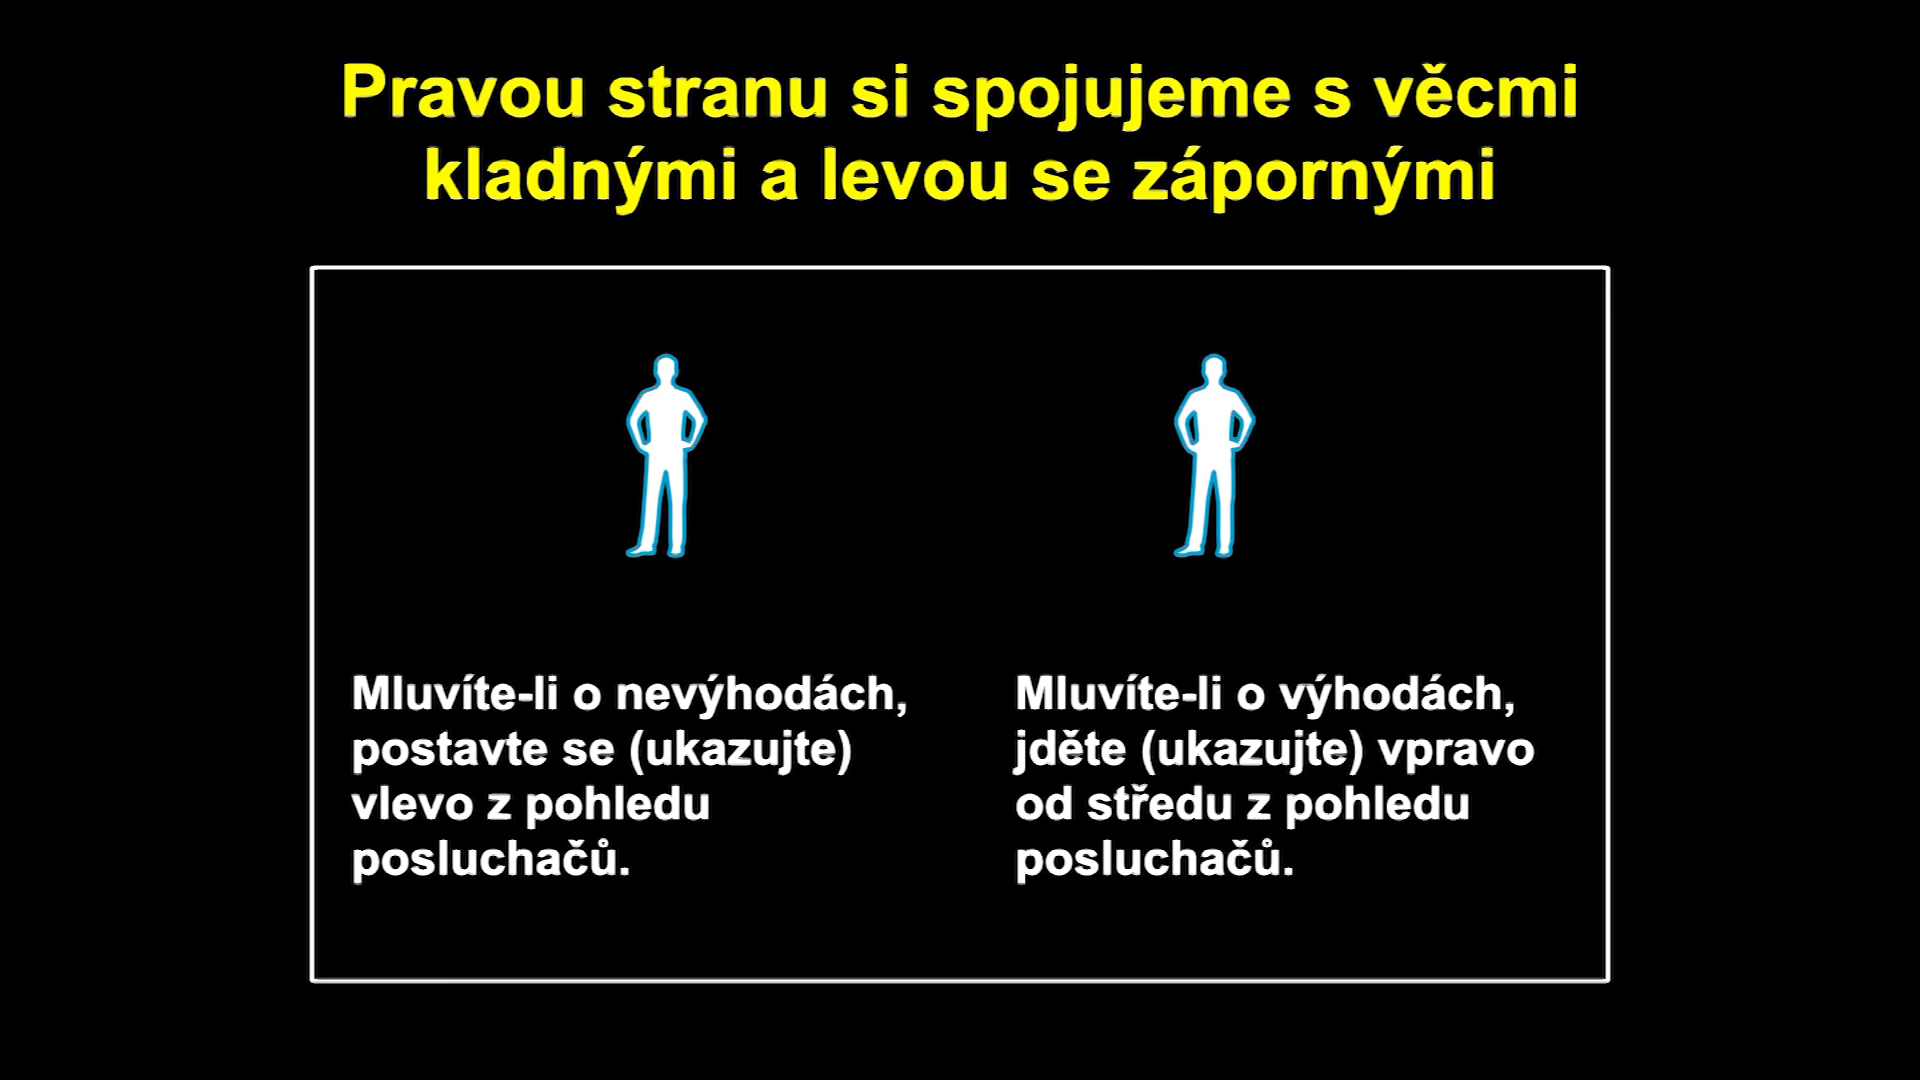 Pravou stranu si spojujeme s věcmi
kladnými a levou se zápornými
Mluvíte-li o nevýhodách,
postavte se (ukazujte)
vlevo z pohledu
posluchačů.
Mluvíte-li o výhodách,
jděte (ukazujte) vpravo
od středu z pohledu
posluchačů.